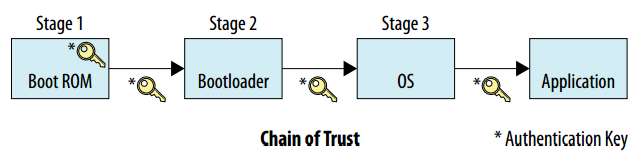 Stage 1
Stage 2
Stage 3
*
Boot ROM
*
Bootloader
*
OS
*
Application
Chain of Trust
* Authentication Key